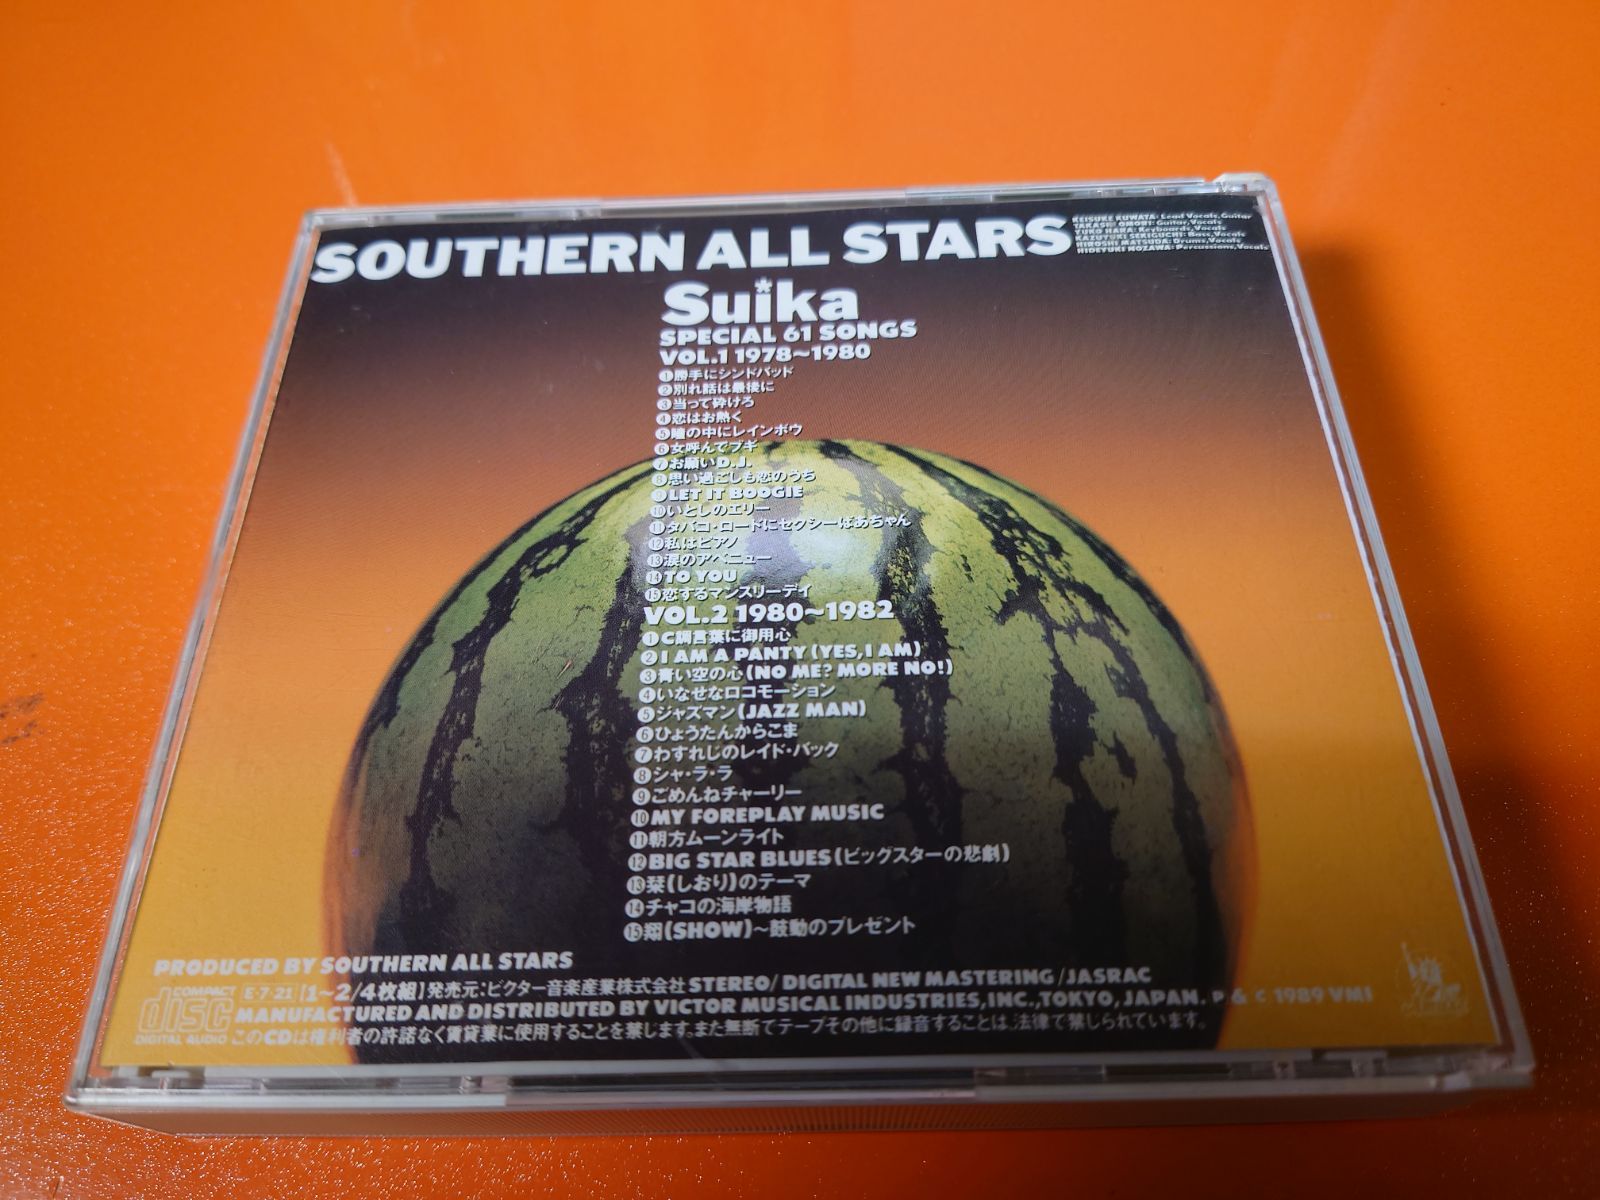 SOUTHERN ALL STARS
KEISUKE KUWATA: Lead Vocals, Guitar
TAKASHI OMORI: Guitar, Vocals
YUKO HARA: Keyboards, Vocals
KAZUYUKI SEKIGUCHI: Bass, Vocals
HIROSHI MATSUDA: Drums, Vocals
HIDEYUKI NOZAWA: Percussions, Vocals
Suika
SPECIAL 61 SONGS
VOL.1 1978~1980
①勝手にシンドバッド
②別れ話は最後に
③当って砕けろ
④恋はお熱く
⑤瞳の中にレインボウ
⑥女呼んでブギ
⑦お願いD.J.
⑧思い過ごしも恋のうち
⑨LET IT BOOGIE
⑩いとしのエリー
⑪タバコ・ロードにセクシーばあちゃん
⑫私はピアノ
⑬涙のアベニュー
⑭TO YOU
⑮恋するマンスリーデイ
VOL.2 1980~1982
①C調言葉に御用心
②I AM A PANTY (YES, I AM)
③青い空の心 (NO ME? MORE NO!)
④いなせなロコモーション
⑤ジャズマン (JAZZ MAN)
⑥ひょうたんからこま
⑦わすれじのレイド・バック
⑧シャ・ラ・ラ
⑨ごめんねチャーリー
⑩MY FOREPLAY MUSIC
⑪朝方ムーンライト
⑫BIG STAR BLUES (ビッグスターの悲劇)
⑬栞(しおり)のテーマ
⑭チャコの海岸物語
⑮翔(SHOW)~鼓動のプレゼント
PRODUCED BY SOUTHERN ALL STARS
COMPACT disc DIGITAL AUDIO
E・7・21 [1~2/4枚組] 発売元:ビクター音楽産業株式会社 STEREO/DIGITAL NEW MASTERING/JASRAC
MANUFACTURED AND DISTRIBUTED BY VICTOR MUSICAL INDUSTRIES, INC., TOKYO, JAPAN. P & C 1989 VMI
このCDは権利者の許諾なく賃貸業に使用することを禁じます。また無断でテープその他に録音することは、法律で禁じられています。